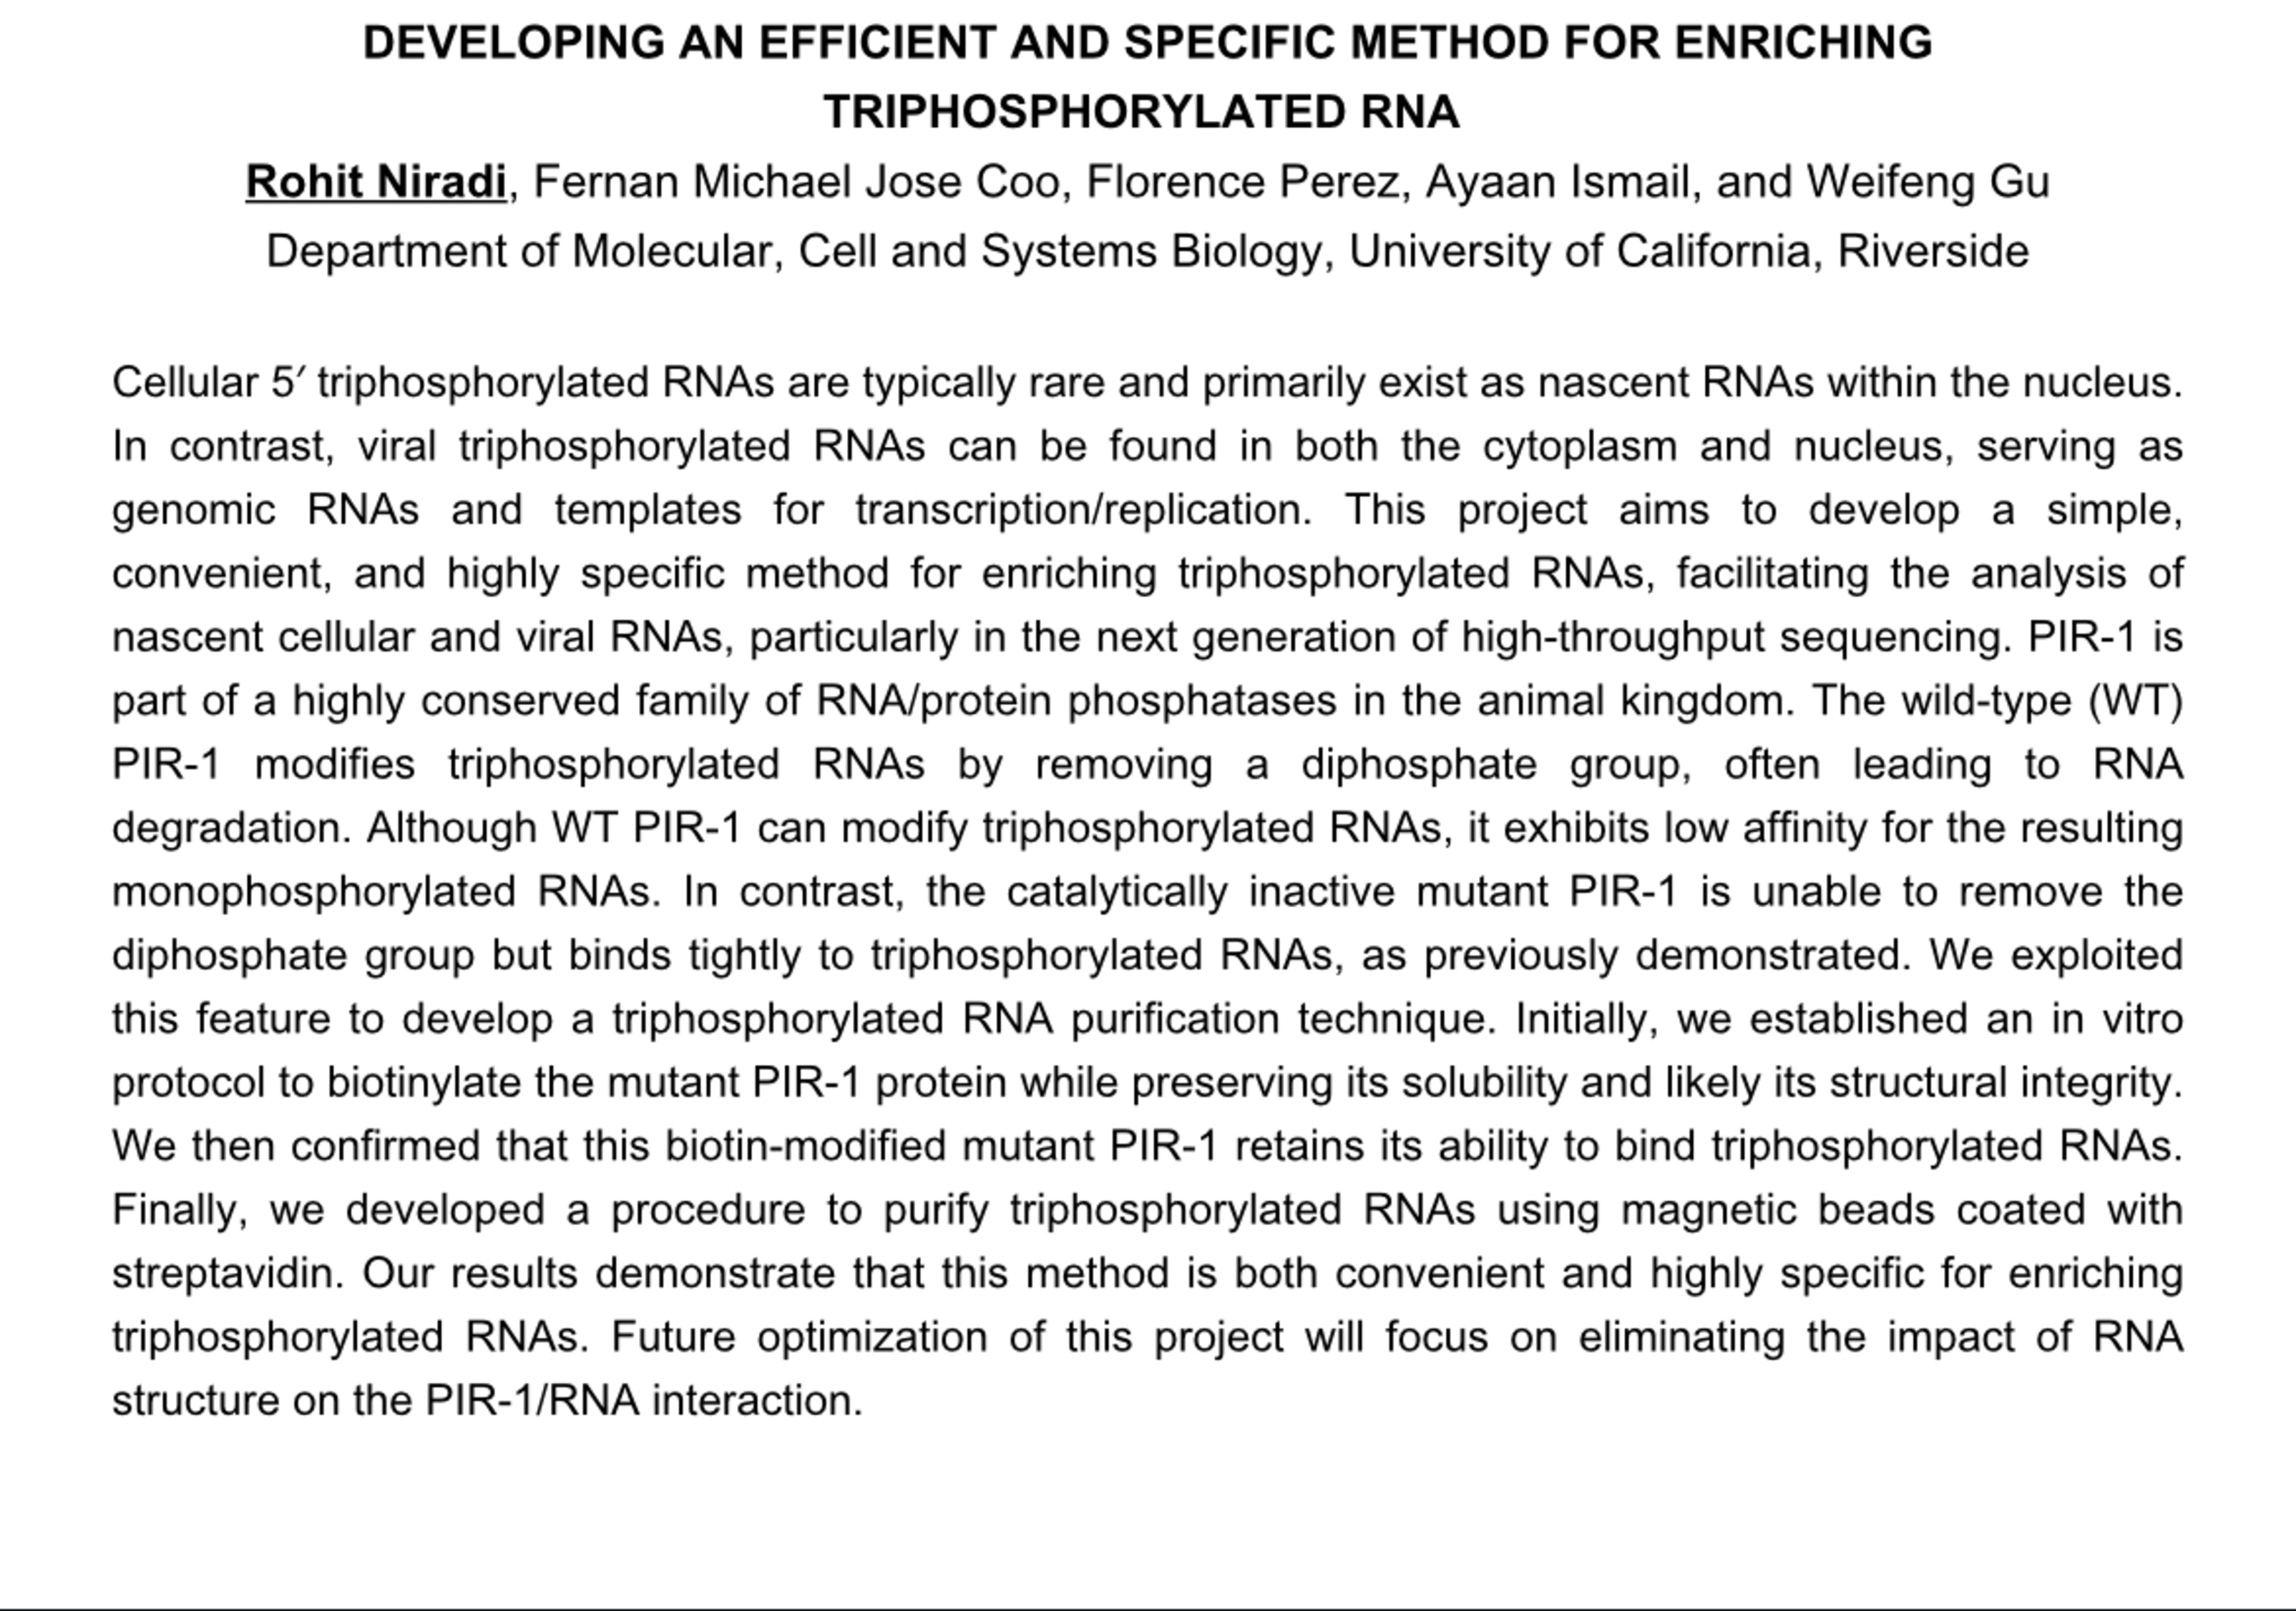 DEVELOPING AN EFFICIENT AND SPECIFIC METHOD FOR ENRICHING
TRIPHOSPHORYLATED RNA
Rohit Niradi, Fernan Michael Jose Coo, Florence Perez, Ayaan Ismail, and Weifeng Gu
Department of Molecular, Cell and Systems Biology, University of California, Riverside
Cellular 5′ triphosphorylated RNAs are typically rare and primarily exist as nascent RNAs within the nucleus.
In contrast, viral triphosphorylated RNAs can be found in both the cytoplasm and nucleus, serving as
genomic RNAs and templates for transcription/replication. This project aims to develop a simple,
convenient, and highly specific method for enriching triphosphorylated RNAs, facilitating the analysis of
nascent cellular and viral RNAs, particularly in the next generation of high-throughput sequencing. PIR-1 is
part of a highly conserved family of RNA/protein phosphatases in the animal kingdom. The wild-type (WT)
PIR-1 modifies triphosphorylated RNAs by removing a diphosphate group, often leading to RNA
degradation. Although WT PIR-1 can modify triphosphorylated RNAs, it exhibits low affinity for the resulting
monophosphorylated RNAs. In contrast, the catalytically inactive mutant PIR-1 is unable to remove the
diphosphate group but binds tightly to triphosphorylated RNAs, as previously demonstrated. We exploited
this feature to develop a triphosphorylated RNA purification technique. Initially, we established an in vitro
protocol to biotinylate the mutant PIR-1 protein while preserving its solubility and likely its structural integrity.
We then confirmed that this biotin-modified mutant PIR-1 retains its ability to bind triphosphorylated RNAs.
Finally, we developed a procedure to purify triphosphorylated RNAs using magnetic beads coated with
streptavidin. Our results demonstrate that this method is both convenient and highly specific for enriching
triphosphorylated RNAs. Future optimization of this project will focus on eliminating the impact of RNA
structure on the PIR-1/RNA interaction.